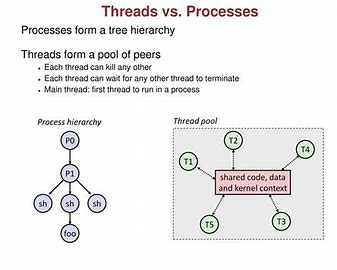 Threads vs. Processes
Processes form a tree hierarchy
Threads form a pool of peers
• Each thread can kill any other
• Each thread can wait for any other thread to terminate
• Main thread: first thread to run in a process
Process hierarchy
P0
P1
sh sh sh
foo
Thread pool
T2
T4
T1
shared code, data
and kernel context
T5
T3